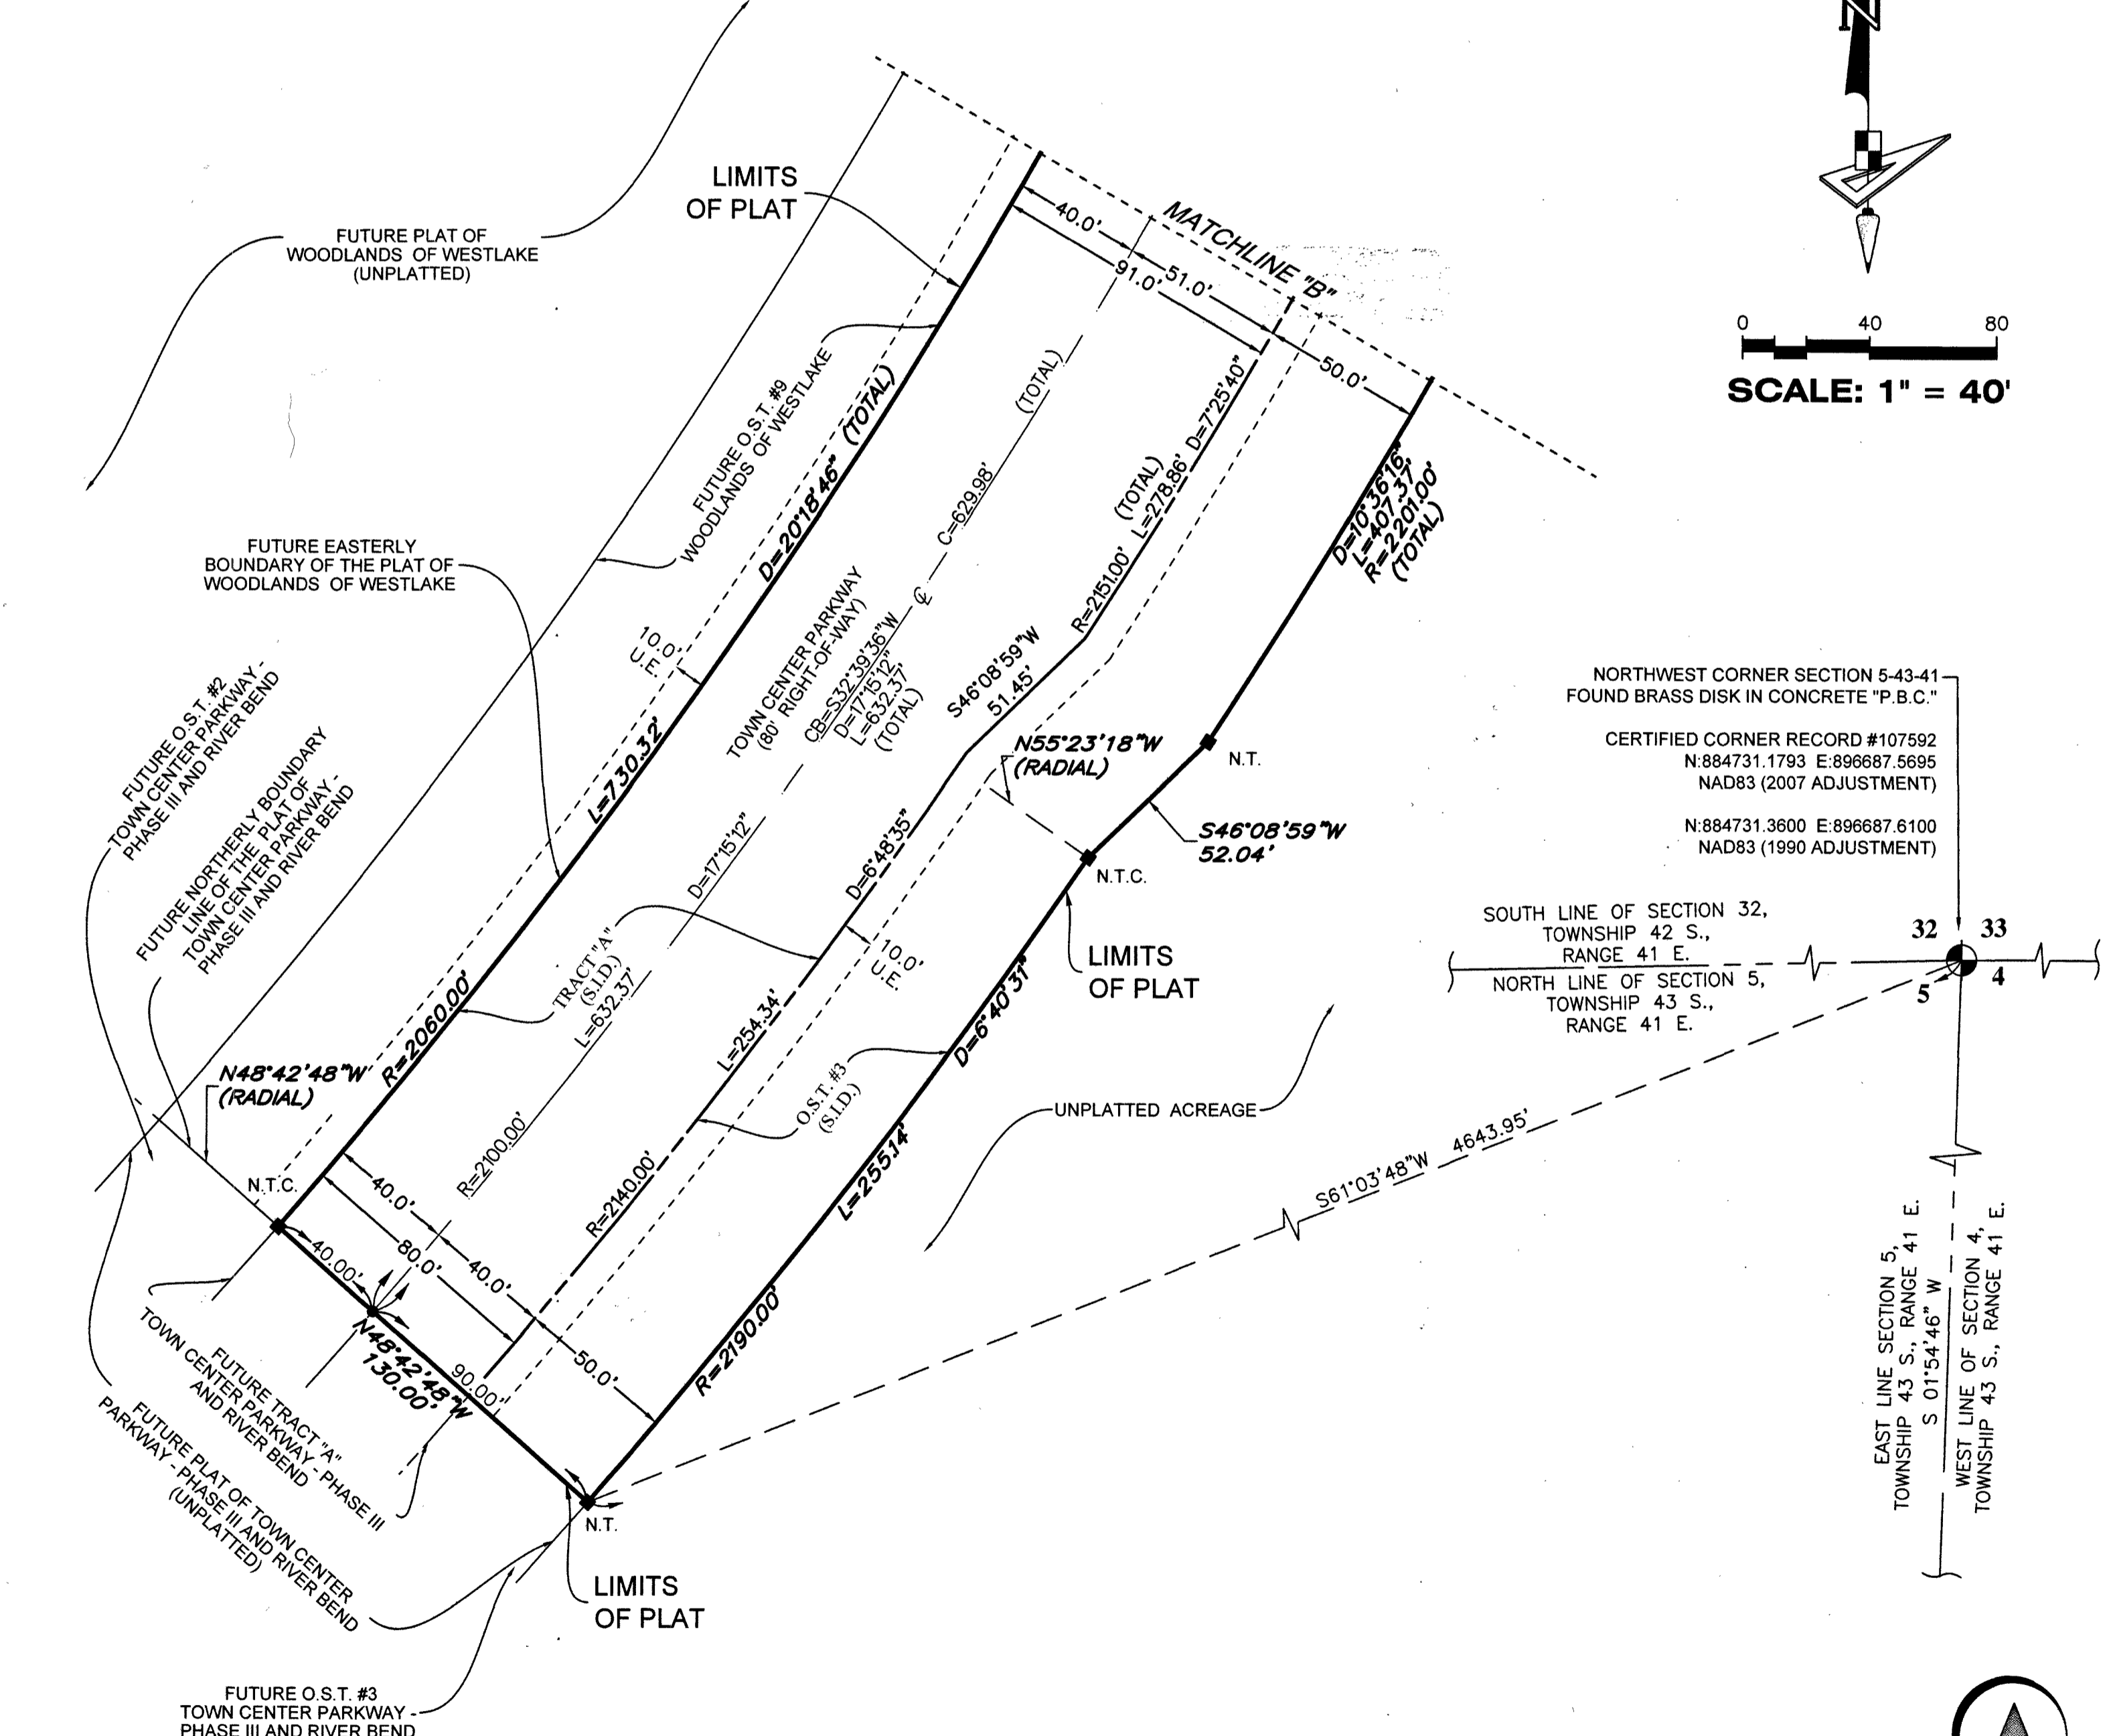 N
LIMITS
OF PLAT
MATCHLINE "B"
40.0'
51.0'
91.0'
50.0'
0 40 80
SCALE: 1" = 40'
FUTURE PLAT OF
WOODLANDS OF WESTLAKE
(UNPLATTED)
FUTURE O.S.T. #9
WOODLANDS OF WESTLAKE
D=20°18'46" (TOTAL)
L=730.32'
R=2060.00'
(TOTAL)
C=629.98'
℄
TOWN CENTER PARKWAY
(80' RIGHT-OF-WAY)
CB=S32°39'36"W
D=17°15'12"
L=632.37'
(TOTAL)
(TOTAL)
R=2151.00' L=278.86' D=7°25'40"
D=10°36'16"
L=407.37'
R=2201.00'
(TOTAL)
FUTURE EASTERLY
BOUNDARY OF THE PLAT OF
WOODLANDS OF WESTLAKE
10.0'
U.E.
S46°08'59"W
51.45'
N55°23'18"W
(RADIAL)
N.T.
S46°08'59"W
52.04'
N.T.C.
LIMITS
OF PLAT
FUTURE O.S.T. #2
TOWN CENTER PARKWAY -
PHASE III AND RIVER BEND
FUTURE NORTHERLY BOUNDARY
LINE OF THE PLAT OF
TOWN CENTER PARKWAY -
PHASE III AND RIVER BEND
D=17°15'12"
L=632.37'
R=2100.00'
TRACT "A"
(S.I.D.)
D=6°48'35"
L=254.34'
R=2140.00'
10.0'
U.E.
O.S.T. #3
(S.I.D.)
D=6°40'31"
L=255.14'
R=2190.00'
UNPLATTED ACREAGE
NORTHWEST CORNER SECTION 5-43-41
FOUND BRASS DISK IN CONCRETE "P.B.C."
CERTIFIED CORNER RECORD #107592
N:884731.1793 E:896687.5695
NAD83 (2007 ADJUSTMENT)
N:884731.3600 E:896687.6100
NAD83 (1990 ADJUSTMENT)
SOUTH LINE OF SECTION 32,
TOWNSHIP 42 S.,
RANGE 41 E.
NORTH LINE OF SECTION 5,
TOWNSHIP 43 S.,
RANGE 41 E.
32 33
5 4
S61°03'48"W 4643.95'
EAST LINE SECTION 5,
TOWNSHIP 43 S., RANGE 41 E.
S 01°54'46" W
WEST LINE OF SECTION 4,
TOWNSHIP 43 S., RANGE 41 E.
N48°42'48"W
(RADIAL)
N.T.C.
40.0'
80.0'
40.0'
50.0'
40.00'
90.00'
N48°42'48"W
130.00'
FUTURE TRACT "A"
TOWN CENTER PARKWAY - PHASE III
AND RIVER BEND
FUTURE PLAT OF TOWN CENTER
PARKWAY - PHASE III AND RIVER BEND
(UNPLATTED)
N.T.
LIMITS
OF PLAT
FUTURE O.S.T. #3
TOWN CENTER PARKWAY -
PHASE III AND RIVER BEND